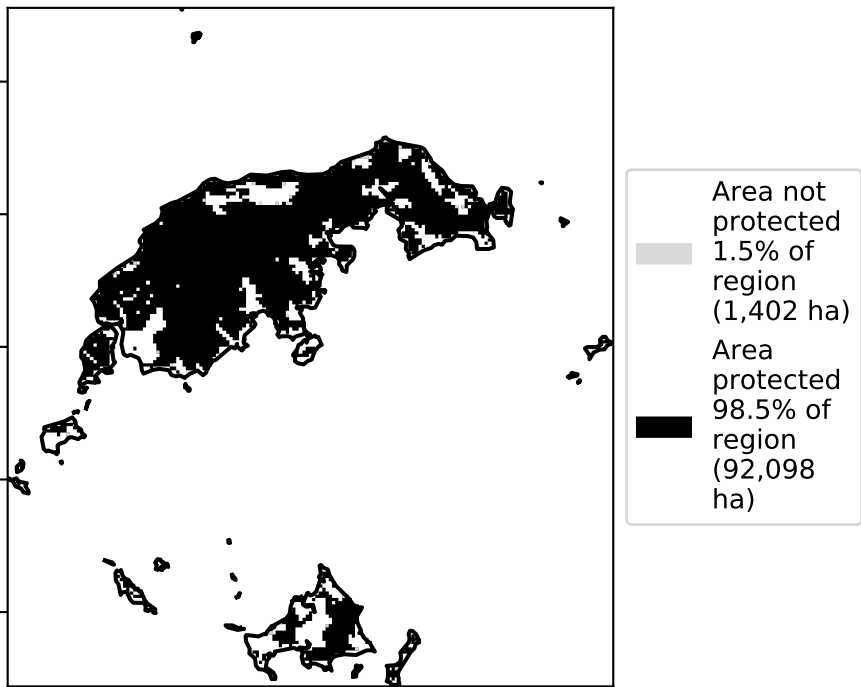 Area not
protected
1.5% of
region
(1,402 ha)
Area
protected
98.5% of
region
(92,098
ha)